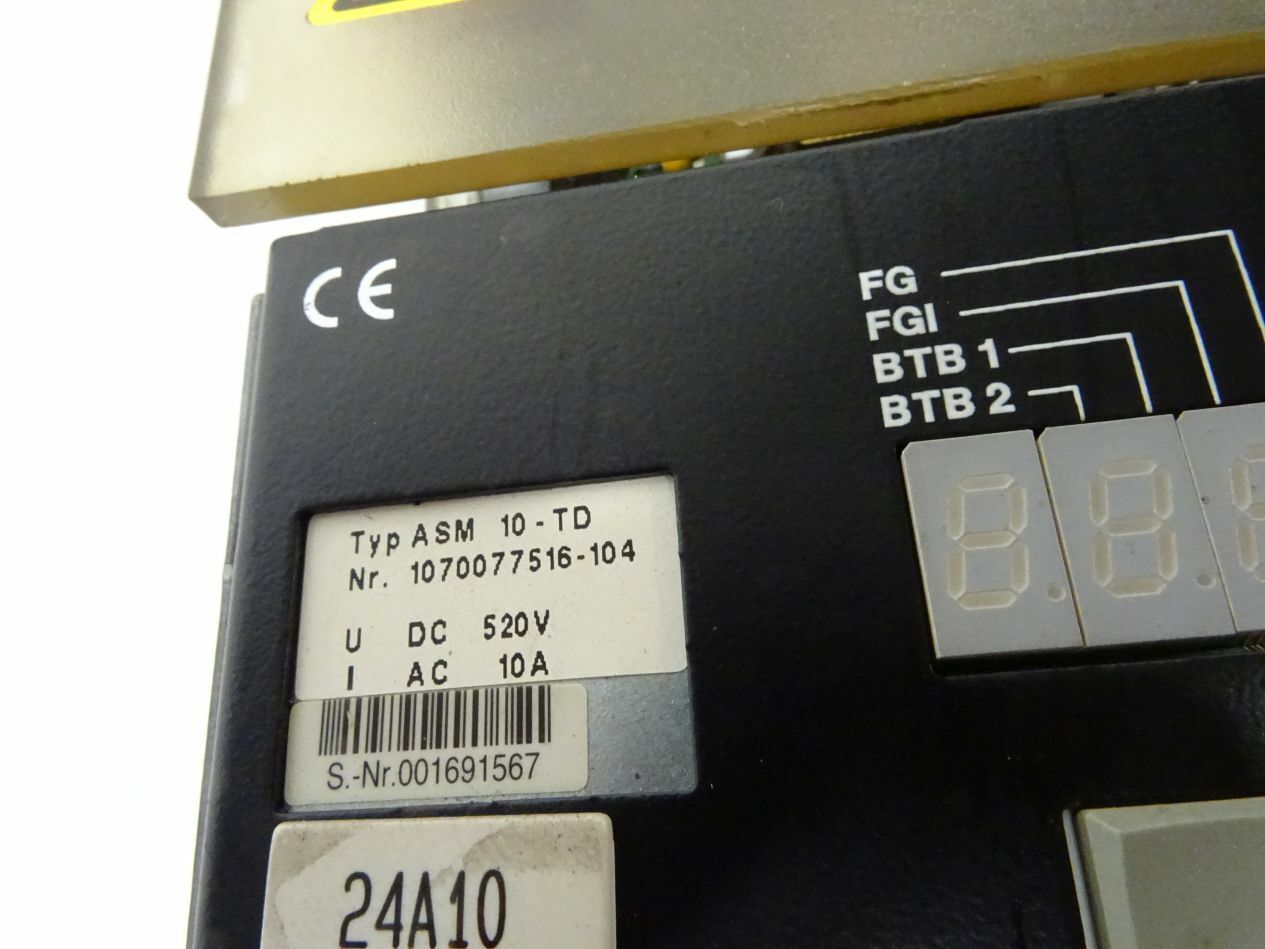 CE
FG
FGI
BTB 1
BTB 2
Typ ASM 10-TD
Nr. 1070077516-104
U DC 520V
I AC 10A
S.-Nr.001691567
24A10